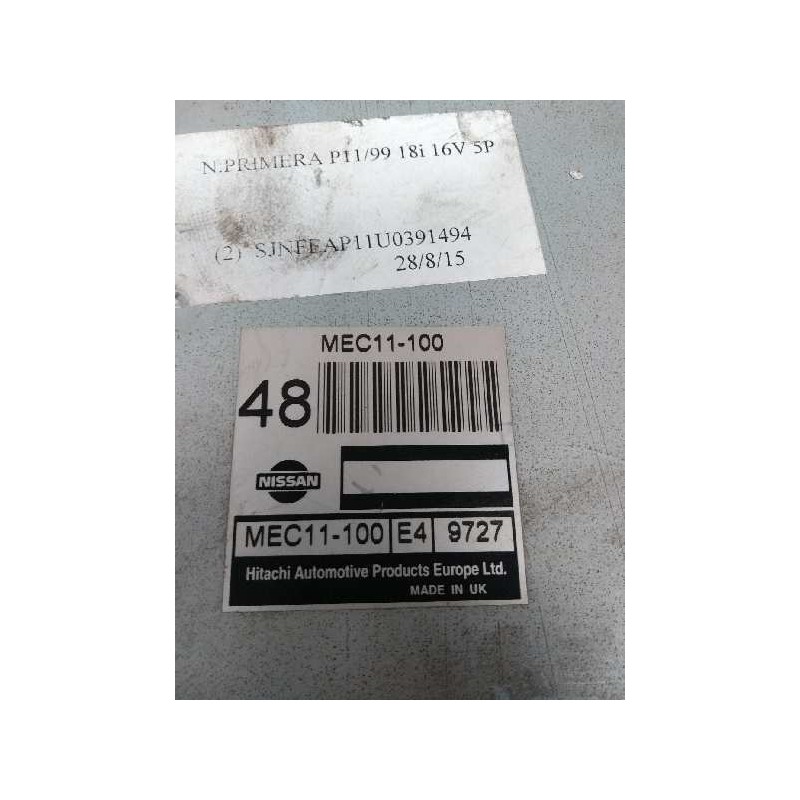 N.PRIMERA P11/99 18i 16V 5P
(2) SJNFEAP11U0391494
28/8/15
MEC11-100
48
NISSAN
MEC11-100 E4 9727
Hitachi Automotive Products Europe Ltd.
MADE IN UK